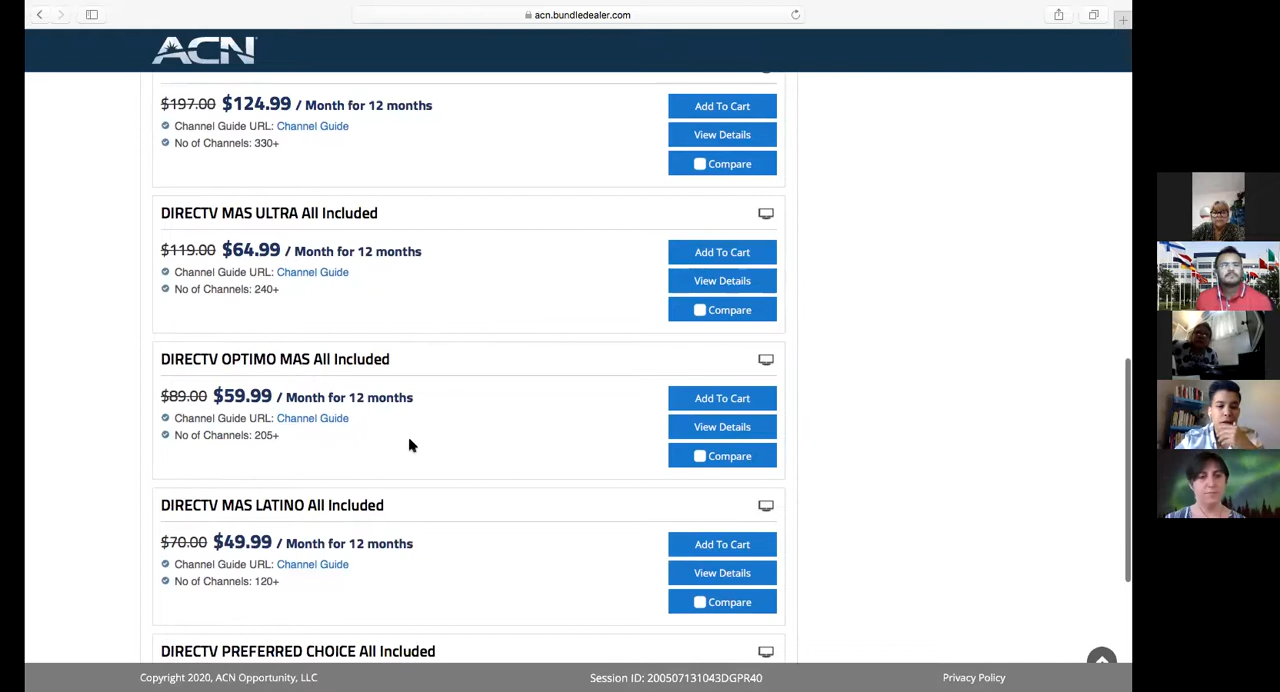 acn.bundledealer.com
ACN
$197.00 $124.99 / Month for 12 months
Channel Guide URL: Channel Guide
No of Channels: 330+
Add To Cart
View Details
Compare
DIRECTV MAS ULTRA All Included
$119.00 $64.99 / Month for 12 months
Channel Guide URL: Channel Guide
No of Channels: 240+
Add To Cart
View Details
Compare
DIRECTV OPTIMO MAS All Included
$89.00 $59.99 / Month for 12 months
Channel Guide URL: Channel Guide
No of Channels: 205+
Add To Cart
View Details
Compare
DIRECTV MAS LATINO All Included
$70.00 $49.99 / Month for 12 months
Channel Guide URL: Channel Guide
No of Channels: 120+
Add To Cart
View Details
Compare
DIRECTV PREFERRED CHOICE All Included
Copyright 2020, ACN Opportunity, LLC
Session ID: 200507131043DGPR40
Privacy Policy